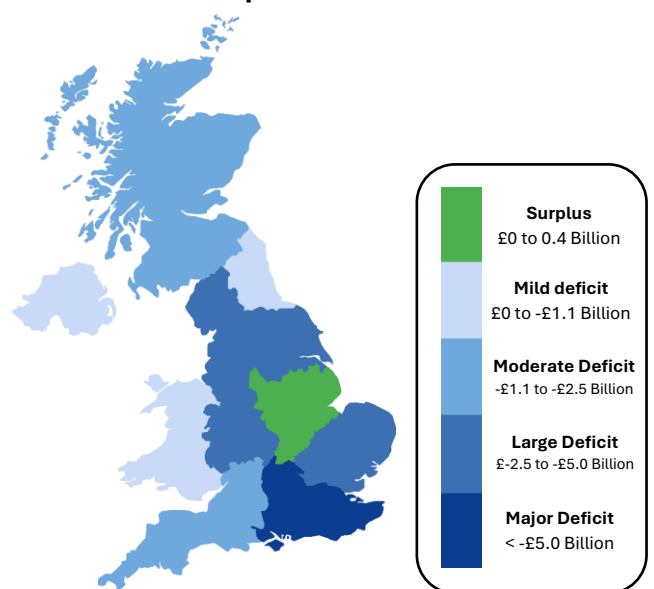 Surplus
£0 to 0.4 Billion
Mild deficit
£0 to -£1.1 Billion
Moderate Deficit
-£1.1 to -£2.5 Billion
Large Deficit
£-2.5 to -£5.0 Billion
Major Deficit
< -£5.0 Billion